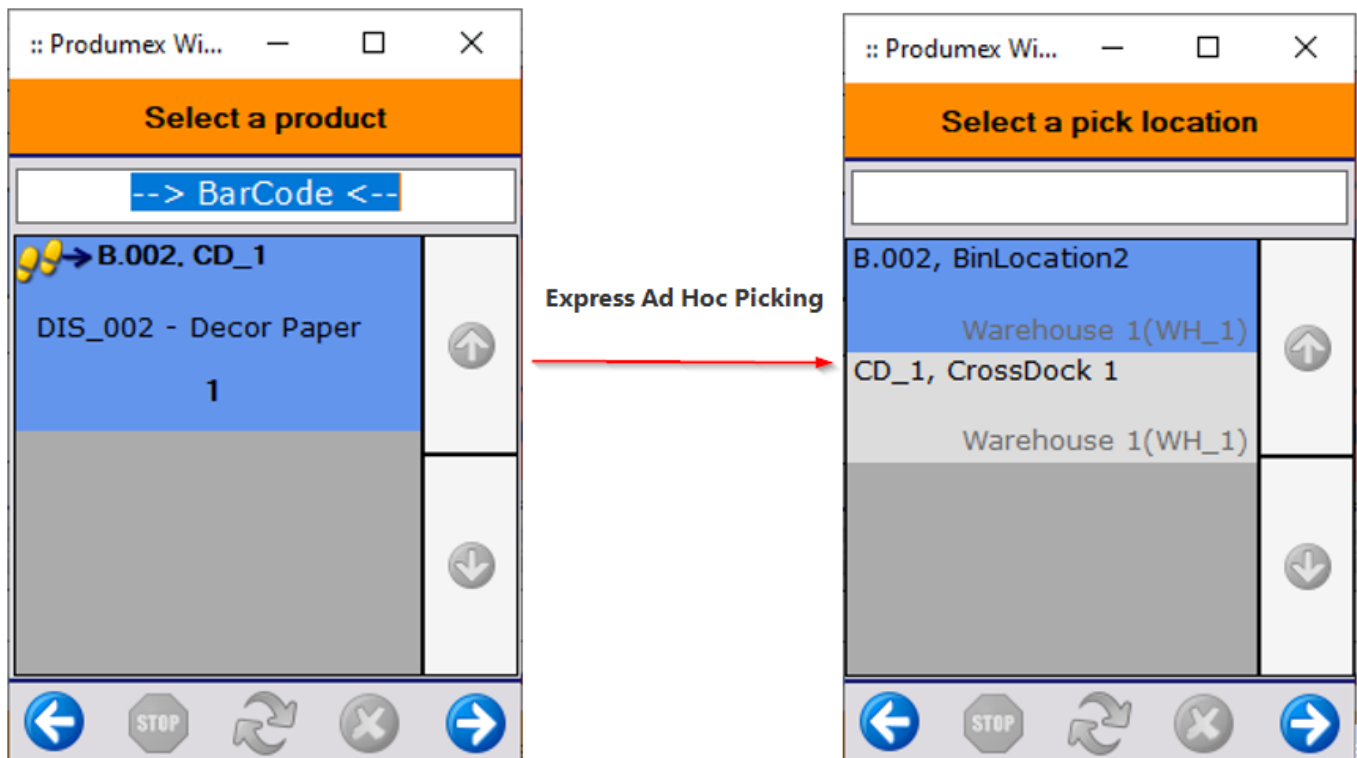 :: Produmex Wi...
Select a product
--> BarCode <--
B.002, CD_1
DIS_002 - Decor Paper
1
STOP
Express Ad Hoc Picking
:: Produmex Wi...
Select a pick location
B.002, BinLocation2
Warehouse 1(WH_1)
CD_1, CrossDock 1
Warehouse 1(WH_1)
STOP